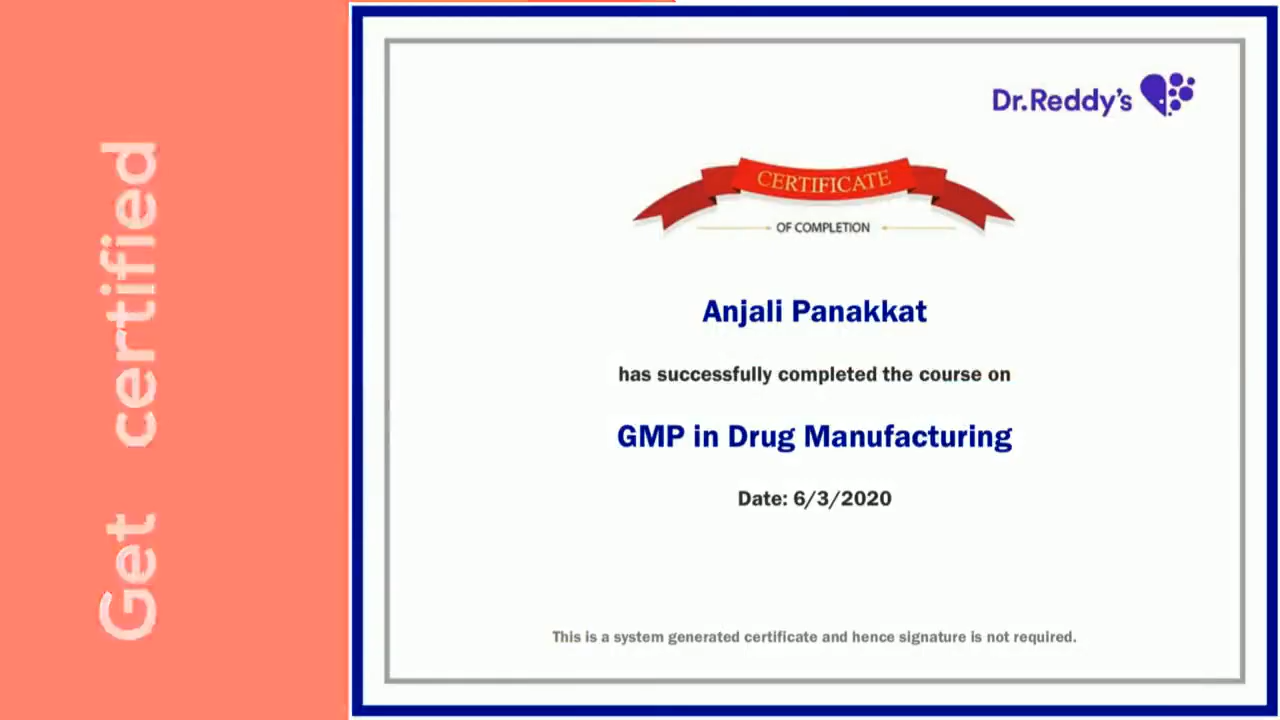 Get certified
Dr.Reddy's
CERTIFICATE
OF COMPLETION
Anjali Panakkat
has successfully completed the course on
GMP in Drug Manufacturing
Date: 6/3/2020
This is a system generated certificate and hence signature is not required.